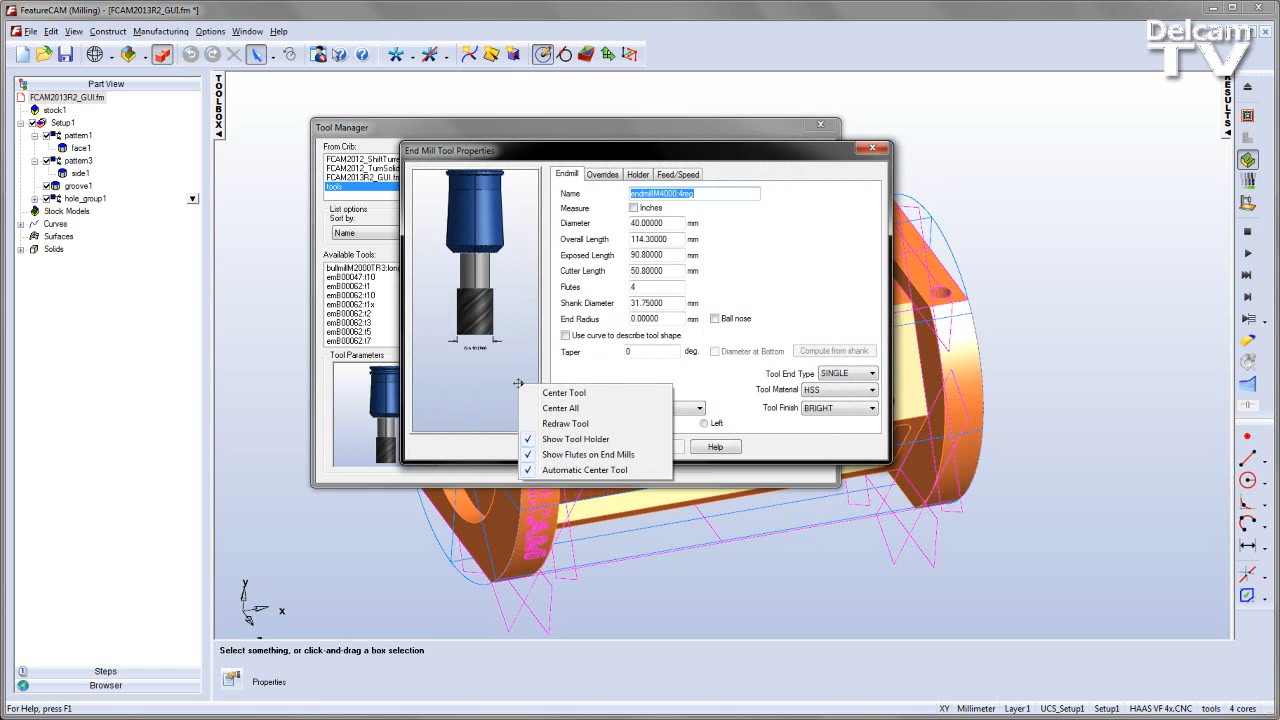 FeatureCAM (Milling) - [FCAM2013R2_GUI.fm *]
File Edit View Construct Manufacturing Options Window Help
Delcam
TV
Part View
FCAM2013R2_GUI.fm
stock1
Setup1
pattern1
face1
pattern3
side1
groove1
hole_group1
Stock Models
Curves
Surfaces
Solids
TOOLBOX
RESULTS
Tool Manager
From Crib:
FCAM2012_ShiftTurre
FCAM2012_TurnSolid
FCAM2013R2_GUI.fm
tools
List options
Sort by:
Name
Available Tools:
bullmillM2000TR3:long
emB00047:t10
emB00062:t1
emB00062:t10
emB00062:t1x
emB00062:t2
emB00062:t3
emB00062:t5
emB00062:t7
Tool Parameters
End Mill Tool Properties
Endmill Overrides Holder Feed/Speed
Name endmillM4000:4reg
Measure Inches
Diameter 40.00000 mm
Overall Length 114.30000 mm
Exposed Length 90.80000 mm
Cutter Length 50.80000 mm
Flutes 4
Shank Diameter 31.75000 mm
End Radius 0.00000 mm Ball nose
Use curve to describe tool shape
Taper 0 deg. Diameter at Bottom Compute from shank
Tool End Type SINGLE
Tool Material HSS
Tool Finish BRIGHT
Left
Help
Center Tool
Center All
Redraw Tool
Show Tool Holder
Show Flutes on End Mills
Automatic Center Tool
y
x
Steps
Browser
Select something, or click-and-drag a box selection
Properties
For Help, press F1
XY Millimeter Layer1 UCS_Setup1 Setup1 HAAS VF 4x.CNC tools 4 cores